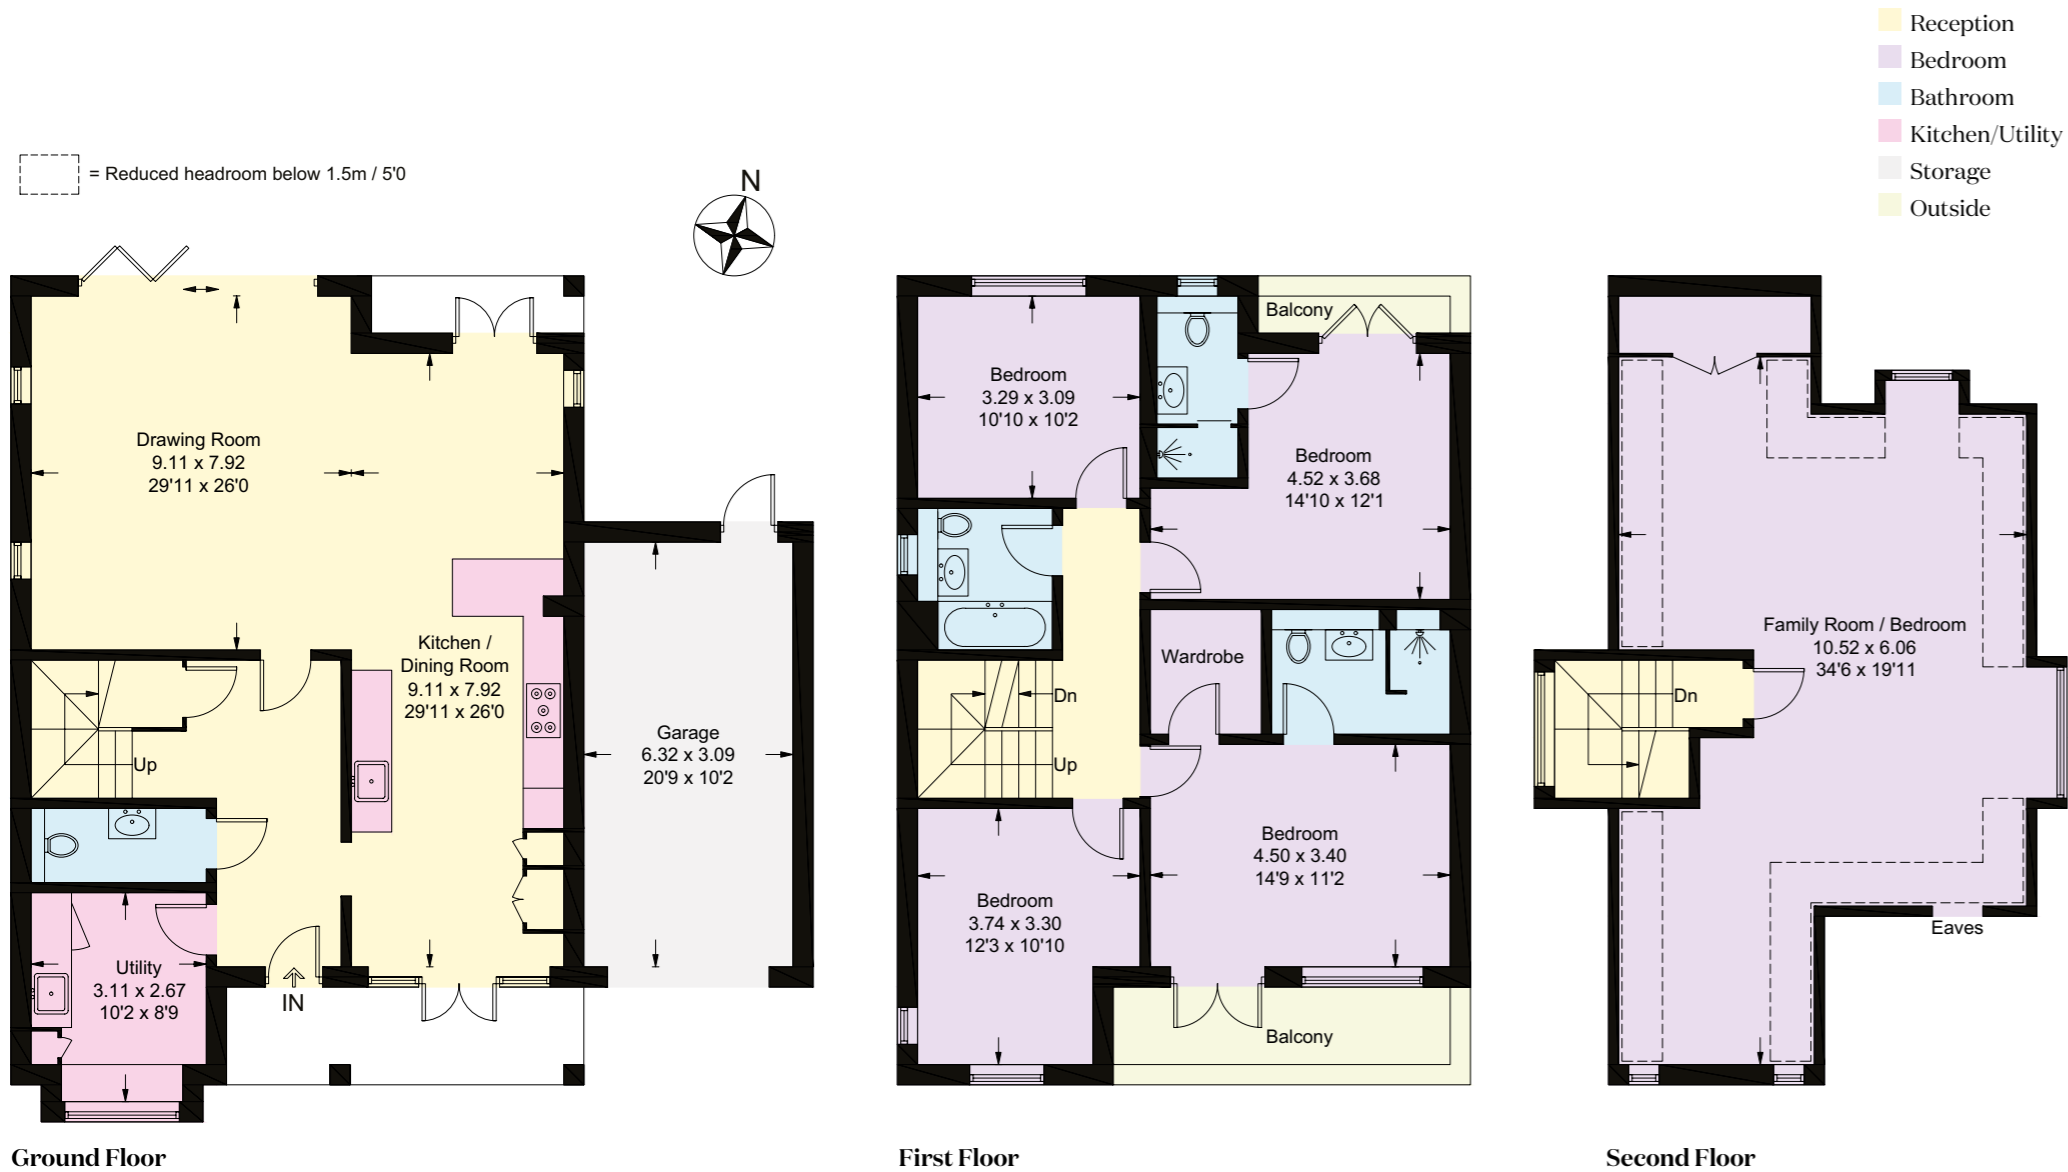 Reception
Bedroom
Bathroom
Kitchen/Utility
Storage
Outside
= Reduced headroom below 1.5m / 5'0
N
Drawing Room
9.11 x 7.92
29'11 x 26'0
Kitchen /
Dining Room
9.11 x 7.92
29'11 x 26'0
Garage
6.32 x 3.09
20'9 x 10'2
Up
Utility
3.11 x 2.67
10'2 x 8'9
IN
Ground Floor
Balcony
Bedroom
3.29 x 3.09
10'10 x 10'2
Bedroom
4.52 x 3.68
14'10 x 12'1
Wardrobe
Dn
Up
Bedroom
4.50 x 3.40
14'9 x 11'2
Bedroom
3.74 x 3.30
12'3 x 10'10
Balcony
First Floor
Family Room / Bedroom
10.52 x 6.06
34'6 x 19'11
Dn
Eaves
Second Floor